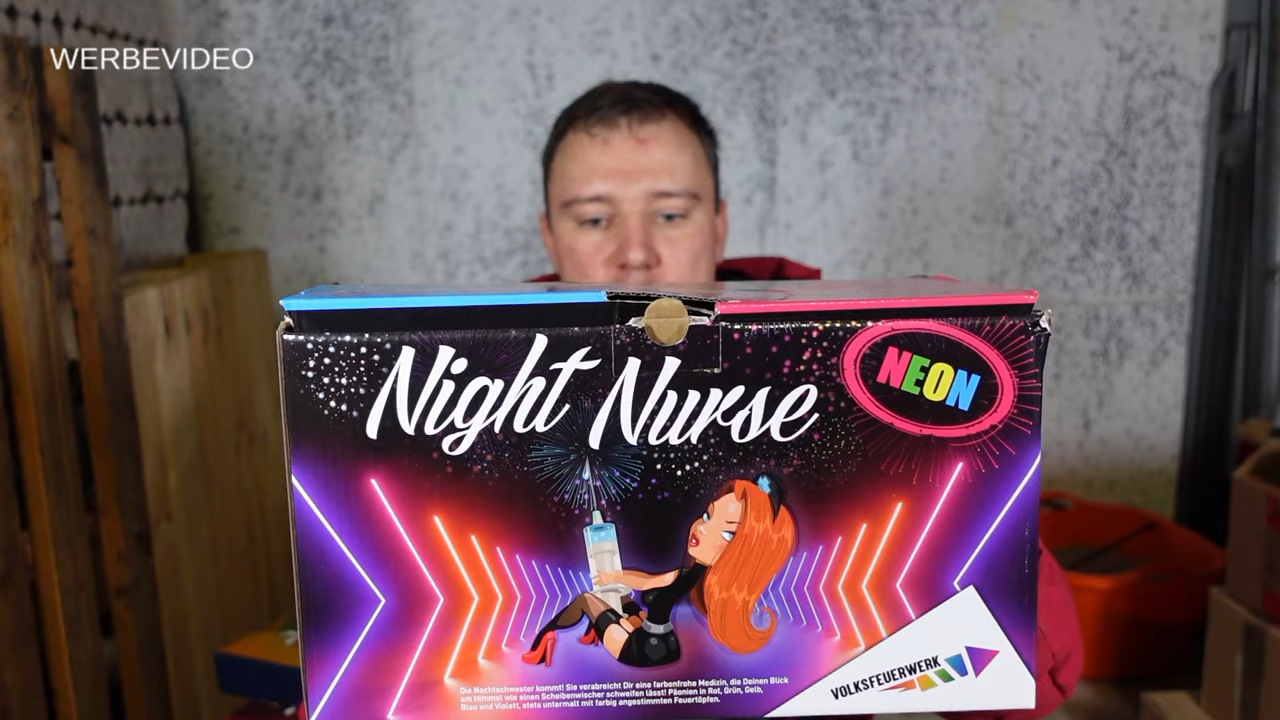 WERBEVIDEO
Night Nurse
NEON
Die Nachtschwester kommt! Sie verabreicht Dir eine farbenfrohe Medizin, die Deinen Blick
am Himmel wie einen Scheibenwischer schweifen lässt! Päonien in Rot, Grün, Gelb,
Blau und Violett, stets untermalt mit farbig angestimmten Feuertöpfen.
VOLKSFEUERWERK